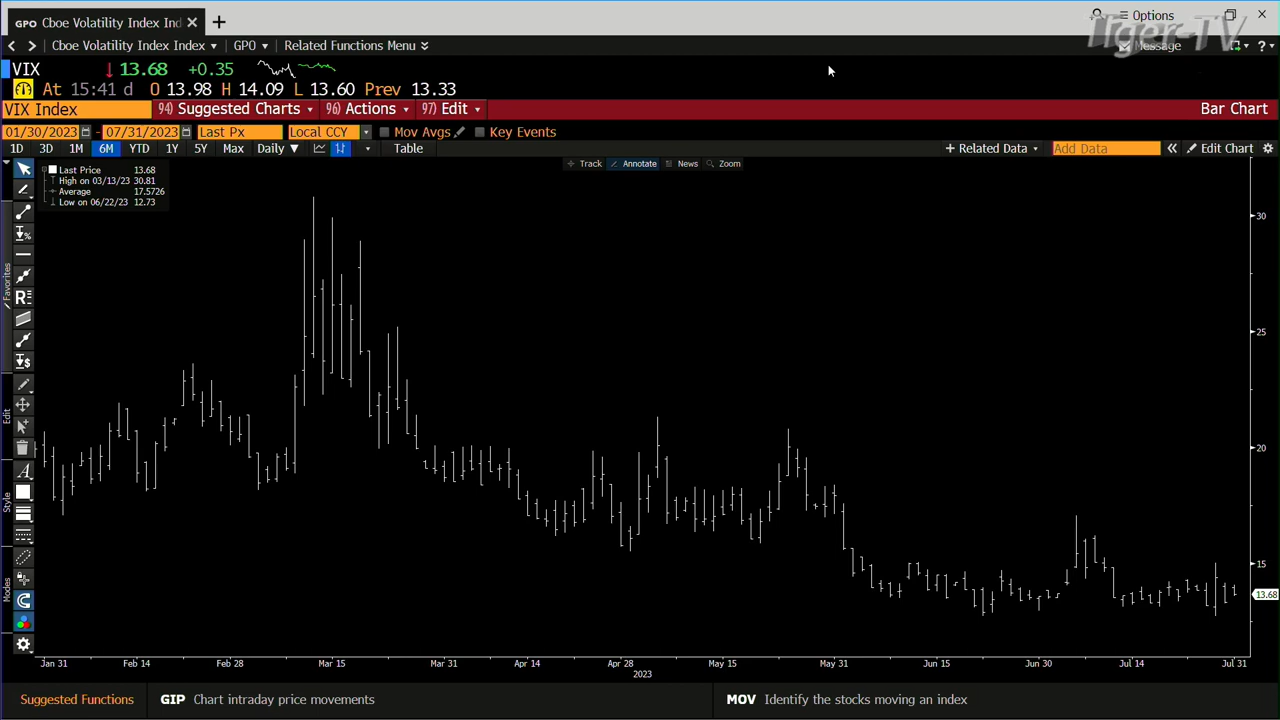 GPO Cboe Volatility Index Ind
Options
Cboe Volatility Index Index GPO Related Functions Menu
Message
Tiger-TV
VIX 13.68 +0.35
At 15:41 d O 13.98 H 14.09 L 13.60 Prev 13.33
VIX Index 94) Suggested Charts 96) Actions 97) Edit Bar Chart
01/30/2023 - 07/31/2023 Last Px Local CCY Mov Avgs Key Events
1D 3D 1M 6M YTD 1Y 5Y Max Daily Table + Related Data Add Data Edit Chart
Track Annotate News Zoom
Last Price 13.68
High on 03/13/23 30.81
Average 17.5726
Low on 06/22/23 12.73
Favorites
Edit
Style
Modes
30
25
20
15
13.68
Jan 31 Feb 14 Feb 28 Mar 15 Mar 31 Apr 14 Apr 28 May 15 May 31 Jun 15 Jun 30 Jul 14 Jul 31
2023
Suggested Functions GIP Chart intraday price movements MOV Identify the stocks moving an index